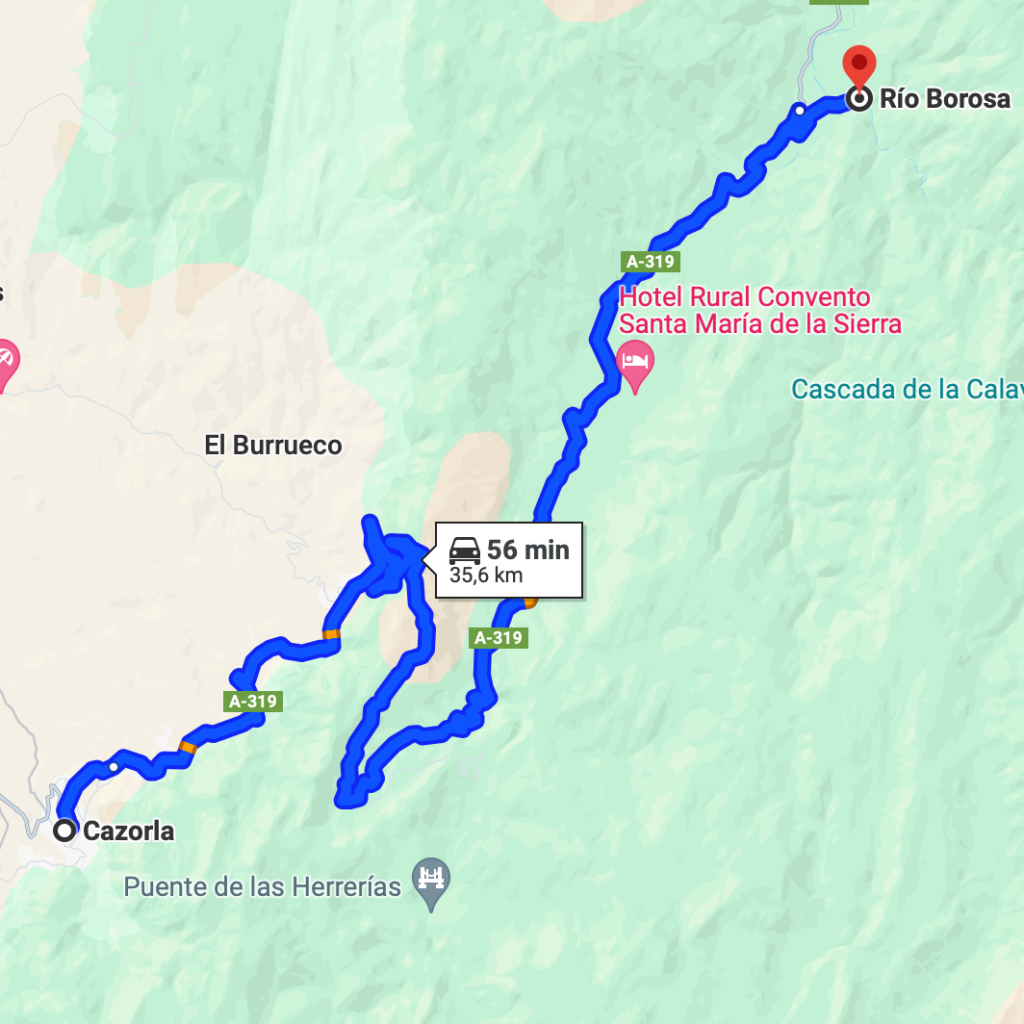 Río Borosa
A-319
s
Hotel Rural Convento
Santa María de la Sierra
Cascada de la Calav
El Burrueco
56 min
35,6 km
A-319
A-319
Cazorla
Puente de las Herrerías